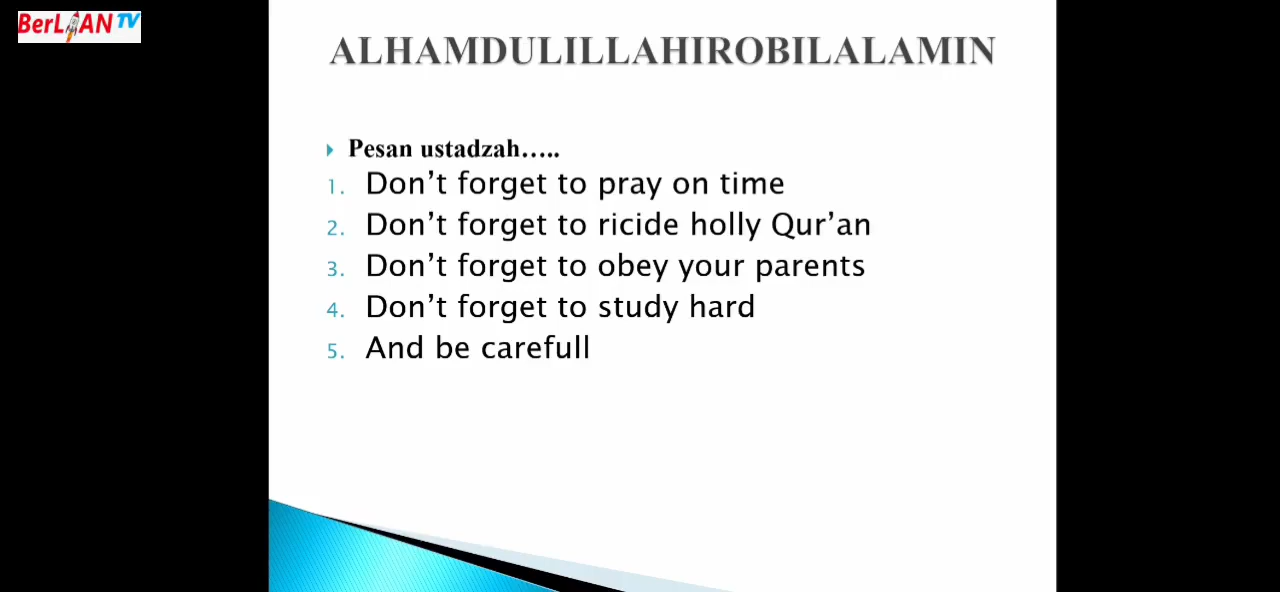 BerLiAN TV
ALHAMDULILLAHIROBILALAMIN
Pesan ustadzah…..
1. Don't forget to pray on time
2. Don't forget to ricide holly Qur'an
3. Don't forget to obey your parents
4. Don't forget to study hard
5. And be carefull